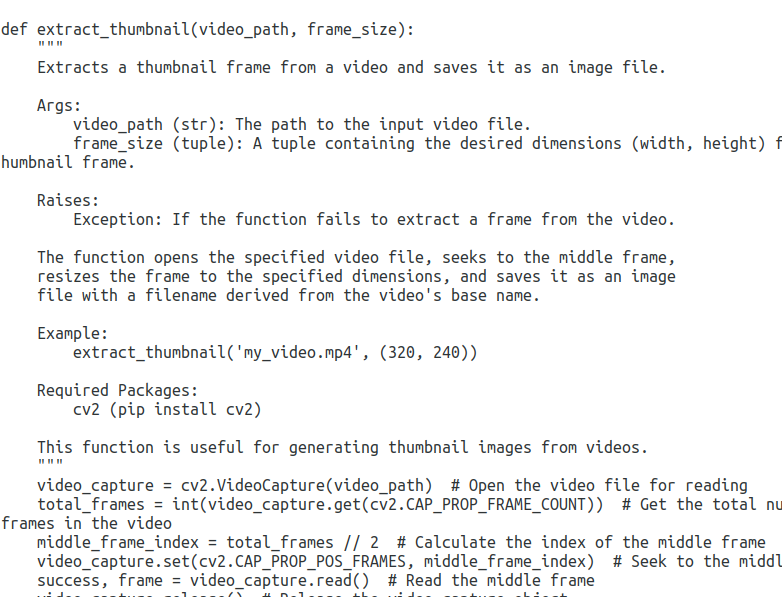 def extract_thumbnail(video_path, frame_size):
    """
    Extracts a thumbnail frame from a video and saves it as an image file.

    Args:
        video_path (str): The path to the input video file.
        frame_size (tuple): A tuple containing the desired dimensions (width, height) f
humbnail frame.

    Raises:
        Exception: If the function fails to extract a frame from the video.

    The function opens the specified video file, seeks to the middle frame,
    resizes the frame to the specified dimensions, and saves it as an image
    file with a filename derived from the video's base name.

    Example:
        extract_thumbnail('my_video.mp4', (320, 240))

    Required Packages:
        cv2 (pip install cv2)

    This function is useful for generating thumbnail images from videos.
    """
    video_capture = cv2.VideoCapture(video_path)  # Open the video file for reading
    total_frames = int(video_capture.get(cv2.CAP_PROP_FRAME_COUNT))  # Get the total nu
frames in the video
    middle_frame_index = total_frames // 2  # Calculate the index of the middle frame
    video_capture.set(cv2.CAP_PROP_POS_FRAMES, middle_frame_index)  # Seek to the middl
    success, frame = video_capture.read()  # Read the middle frame
    video_capture.release()  # Release the video capture object